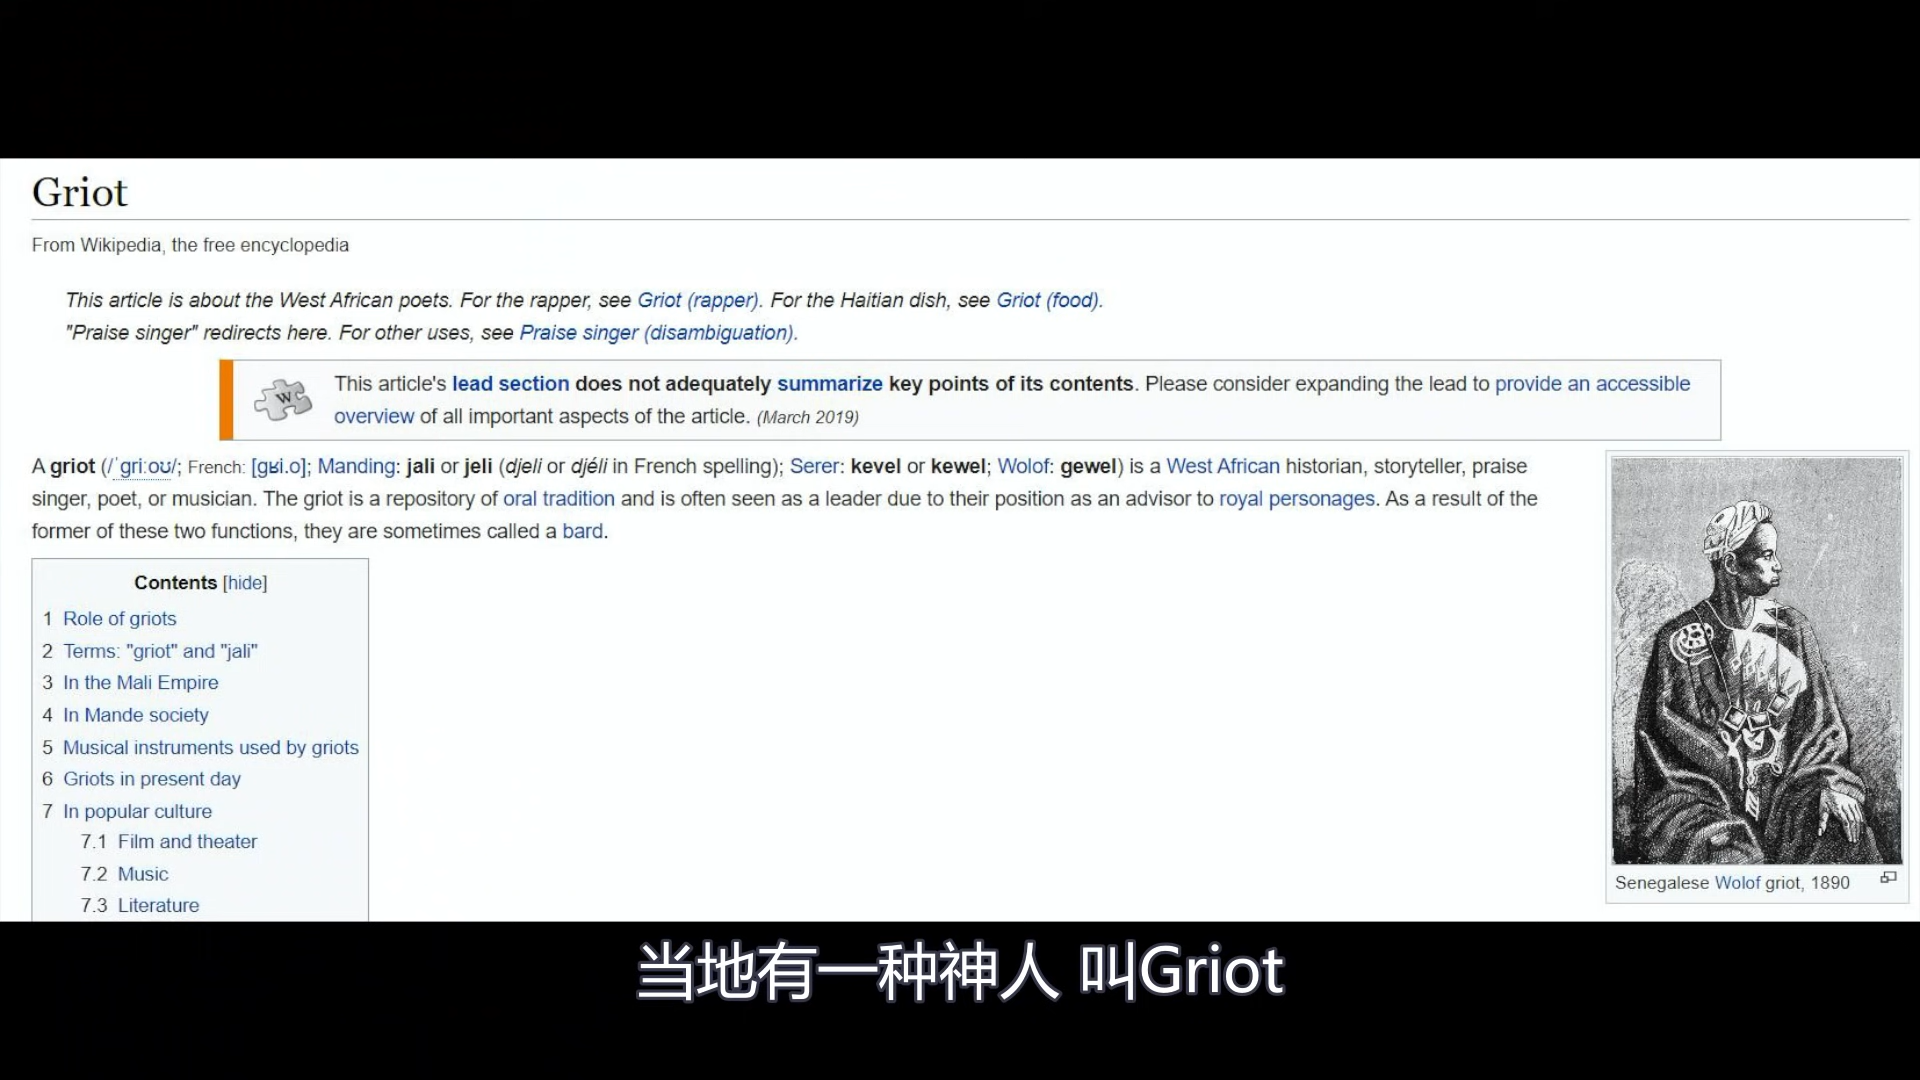 Griot
From Wikipedia, the free encyclopedia
This article is about the West African poets. For the rapper, see Griot (rapper). For the Haitian dish, see Griot (food).
"Praise singer" redirects here. For other uses, see Praise singer (disambiguation).
W
This article's lead section does not adequately summarize key points of its contents. Please consider expanding the lead to provide an accessible
overview of all important aspects of the article. (March 2019)
A griot (/ˈɡriːoʊ/; French: [ɡʁi.o]; Manding: jali or jeli (djeli or djéli in French spelling); Serer: kevel or kewel; Wolof: gewel) is a West African historian, storyteller, praise
singer, poet, or musician. The griot is a repository of oral tradition and is often seen as a leader due to their position as an advisor to royal personages. As a result of the
former of these two functions, they are sometimes called a bard.
Contents [hide]
1 Role of griots
2 Terms: "griot" and "jali"
3 In the Mali Empire
4 In Mande society
5 Musical instruments used by griots
6 Griots in present day
7 In popular culture
7.1 Film and theater
7.2 Music
7.3 Literature
Senegalese Wolof griot, 1890
当地有一种神人 叫Griot